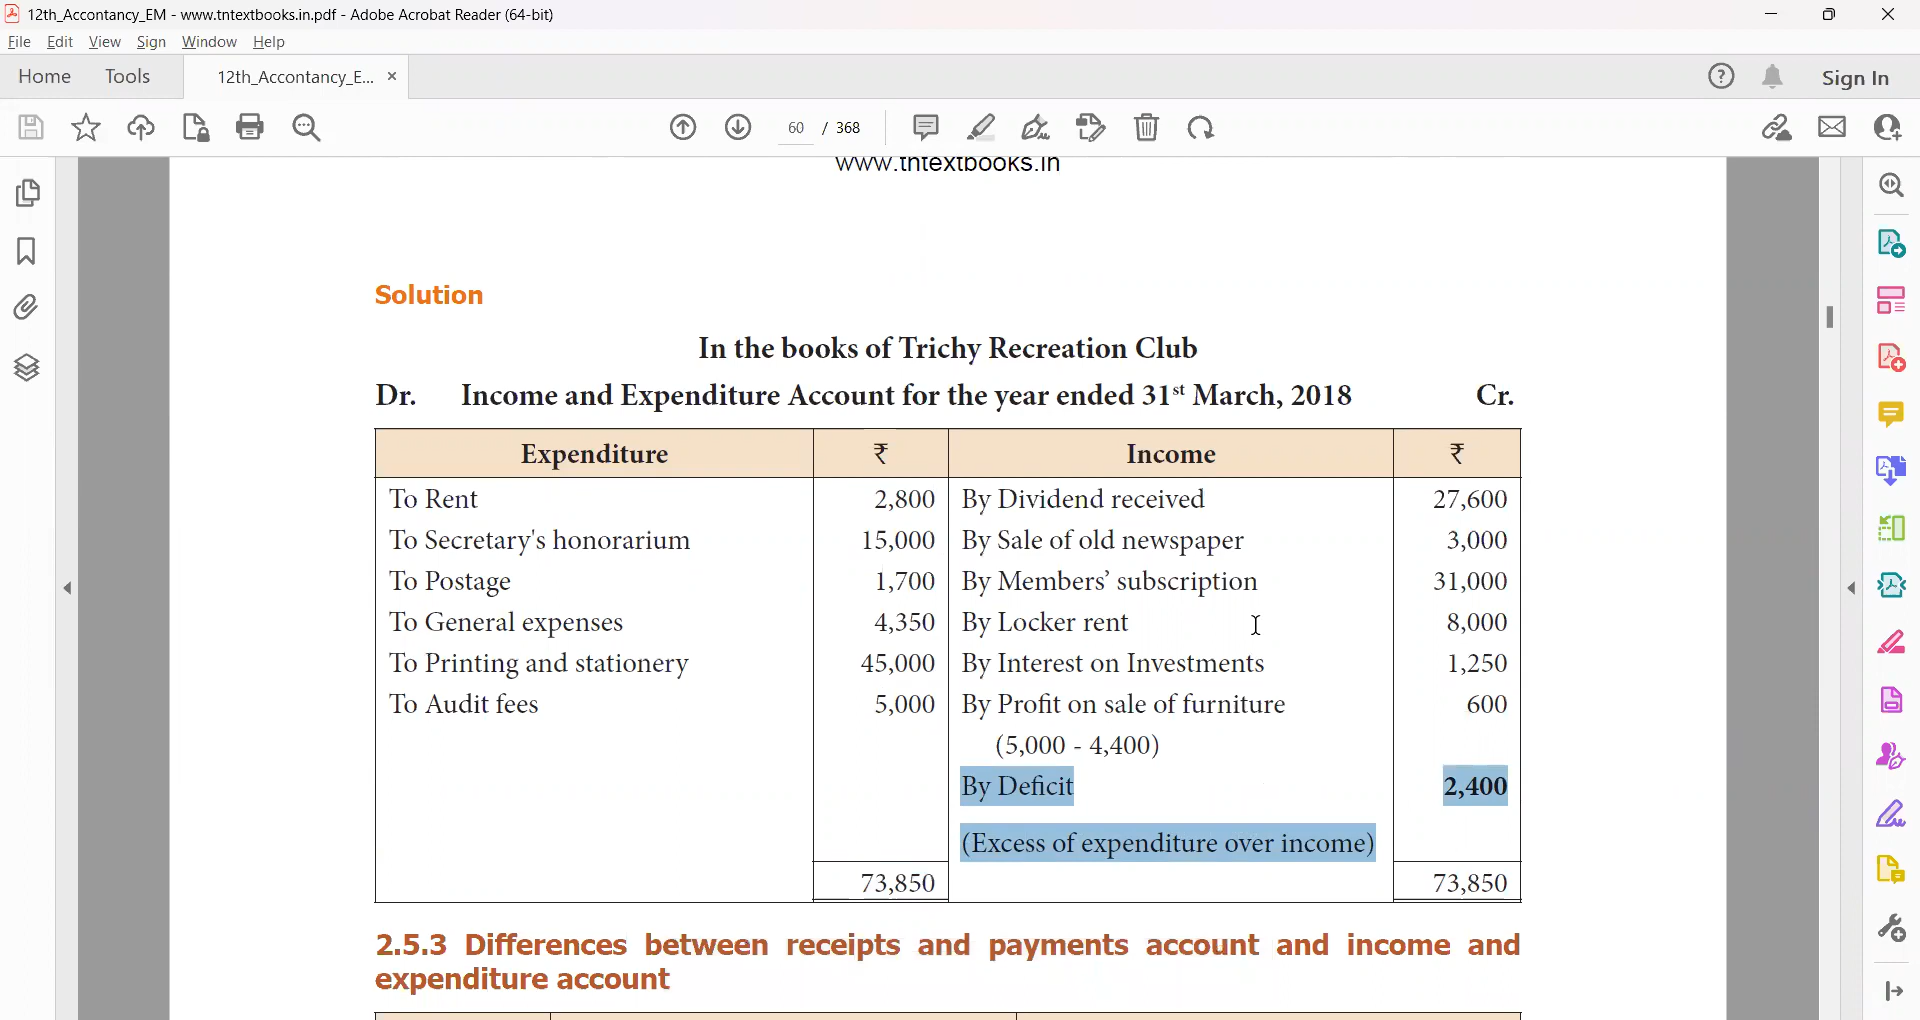 12th_Accontancy_EM - www.tntextbooks.in.pdf - Adobe Acrobat Reader (64-bit)
File Edit View Sign Window Help
Home Tools 12th_Accontancy_E... × Sign In
60 / 368
www.tntextbooks.in
Solution
In the books of Trichy Recreation Club
Dr. Income and Expenditure Account for the year ended 31st March, 2018 Cr.
Expenditure ₹ Income ₹
To Rent 2,800 By Dividend received 27,600
To Secretary's honorarium 15,000 By Sale of old newspaper 3,000
To Postage 1,700 By Members’ subscription 31,000
To General expenses 4,350 By Locker rent 8,000
To Printing and stationery 45,000 By Interest on Investments 1,250
To Audit fees 5,000 By Profit on sale of furniture 600
(5,000 - 4,400)
By Deficit 2,400
(Excess of expenditure over income)
73,850 73,850
2.5.3 Differences between receipts and payments account and income and
expenditure account